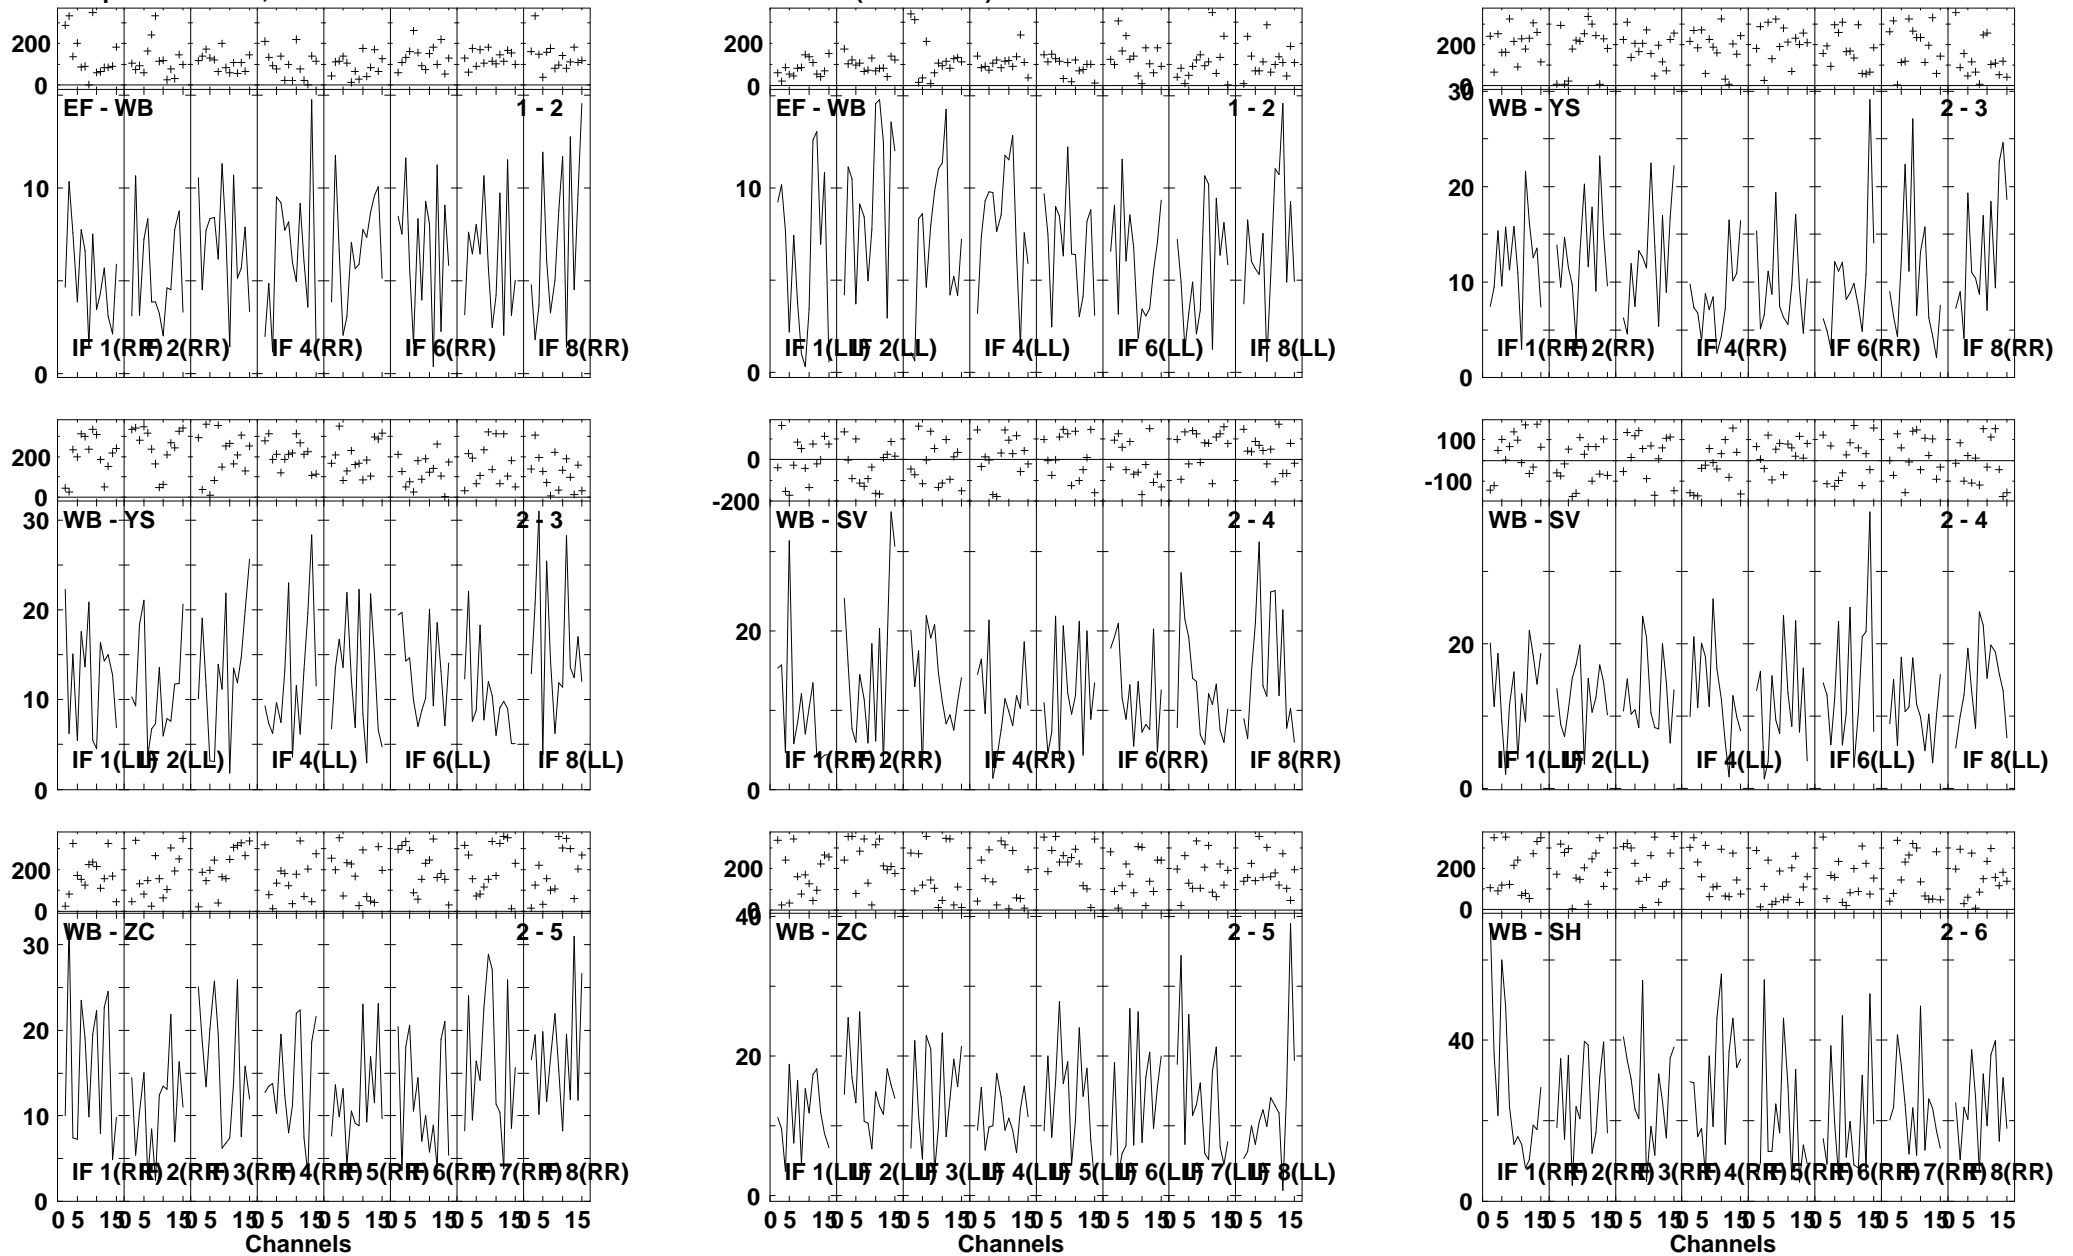 200
0
EF - WB 1 - 2
10
0
IF 1(RR) IF 2(RR) IF 4(RR) IF 6(RR) IF 8(RR)
200
0
EF - WB 1 - 2
10
0
IF 1(LL) IF 2(LL) IF 4(LL) IF 6(LL) IF 8(LL)
200
0
30
WB - YS 2 - 3
20
10
0
IF 1(RR) IF 2(RR) IF 4(RR) IF 6(RR) IF 8(RR)
200
0
30
WB - YS 2 - 3
20
10
0
IF 1(LL) IF 2(LL) IF 4(LL) IF 6(LL) IF 8(LL)
0
-200
WB - SV 2 - 4
20
0
IF 1(RR) IF 2(RR) IF 4(RR) IF 6(RR) IF 8(RR)
100
-100
WB - SV 2 - 4
20
0
IF 1(LL) IF 2(LL) IF 4(LL) IF 6(LL) IF 8(LL)
200
0
30
WB - ZC 2 - 5
20
10
0
IF 1(RR) IF 2(RR) IF 3(RR) IF 4(RR) IF 5(RR) IF 6(RR) IF 7(RR) IF 8(RR)
0 5 15 0 5 15 0 5 15 0 5 15 0 5 15 0 5 15 0 5 15 0 5 15
Channels
200
0
40
WB - ZC 2 - 5
20
0
IF 1(LL) IF 2(LL) IF 3(LL) IF 4(LL) IF 5(LL) IF 6(LL) IF 7(LL) IF 8(LL)
0 5 15 0 5 15 0 5 15 0 5 15 0 5 15 0 5 15 0 5 15 0 5 15
Channels
200
0
WB - SH 2 - 6
40
0
IF 1(RR) IF 2(RR) IF 3(RR) IF 4(RR) IF 5(RR) IF 6(RR) IF 7(RR) IF 8(RR)
0 5 15 0 5 15 0 5 15 0 5 15 0 5 15 0 5 15 0 5 15 0 5 15
Channels